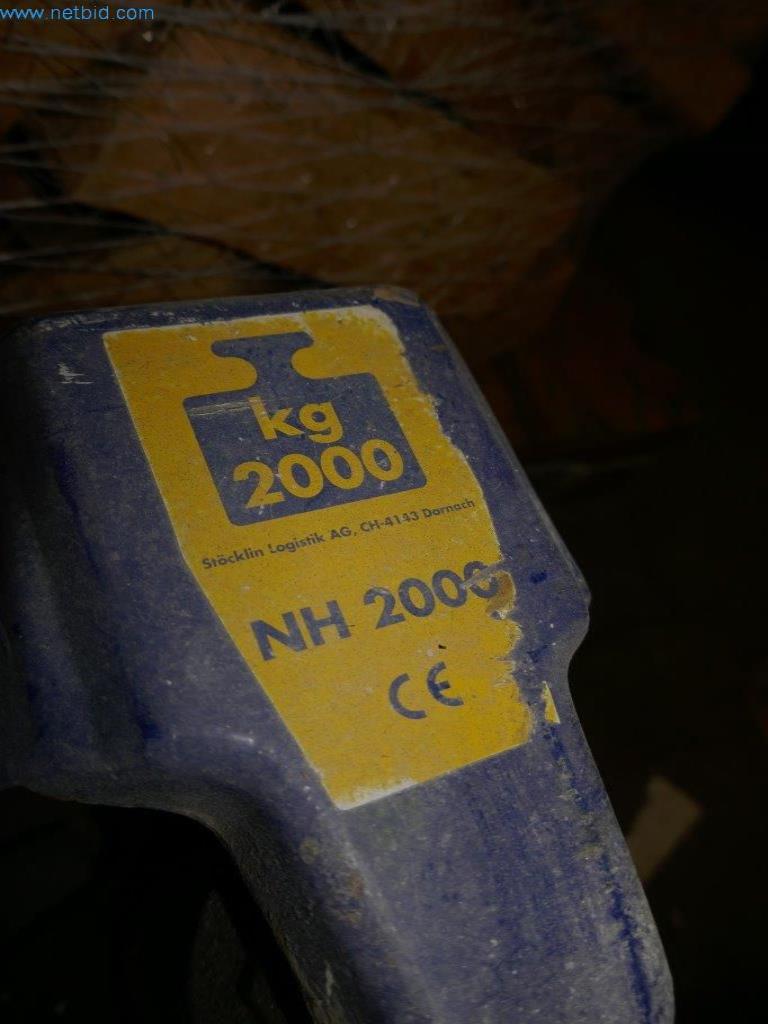 www.netbid.com
kg
2000
Stöcklin Logistik AG, CH-4143 Dornach
NH 2000
CE